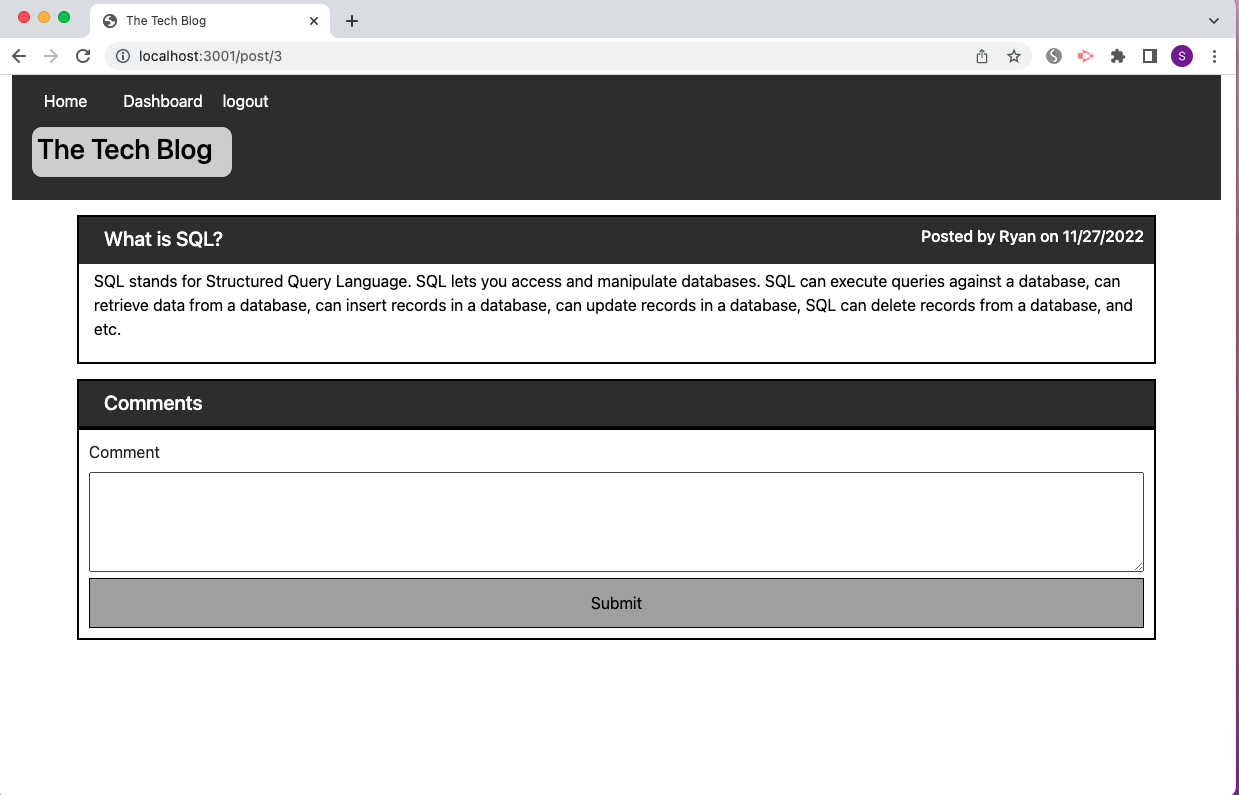 The Tech Blog
localhost:3001/post/3
S
Home Dashboard logout
The Tech Blog
What is SQL? Posted by Ryan on 11/27/2022
SQL stands for Structured Query Language. SQL lets you access and manipulate databases. SQL can execute queries against a database, can
retrieve data from a database, can insert records in a database, can update records in a database, SQL can delete records from a database, and
etc.
Comments
Comment
Submit